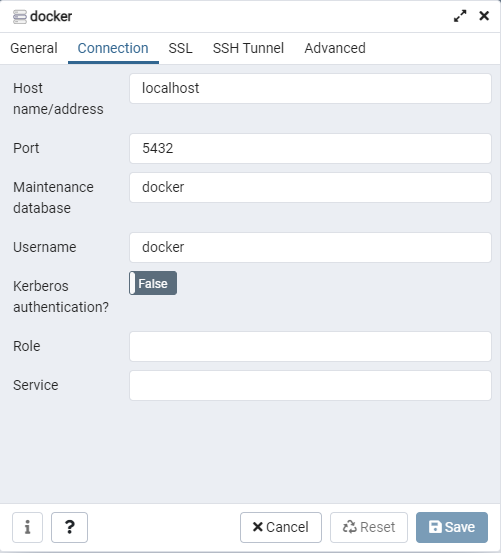 docker
General Connection SSL SSH Tunnel Advanced
Host
name/address
localhost
Port
5432
Maintenance
database
docker
Username
docker
Kerberos
authentication?
False
Role
Service
i ? Cancel Reset Save